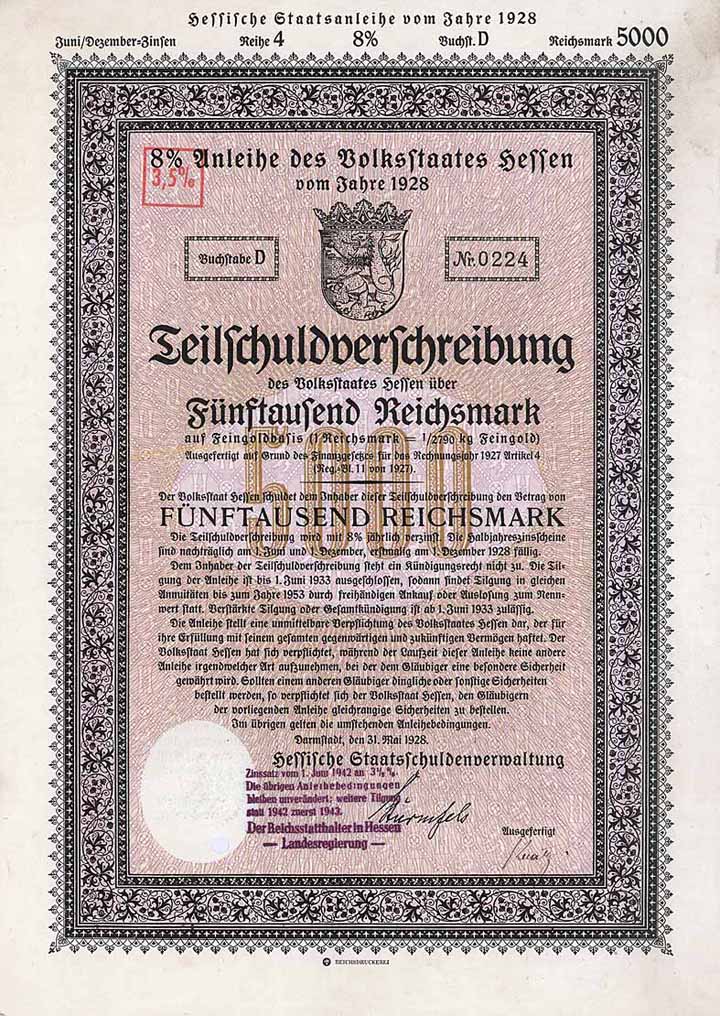 Hessische Staatsanleihe vom Jahre 1928
Juni/Dezember=Zinsen Reihe 4 8% Buchst. D Reichsmark 5000
8% Anleihe des Volksstaates Hessen
3,5%
vom Jahre 1928
Buchstabe D
Nr. 0224
Teilschuldverschreibung
des Volksstaates Hessen über
Fünftausend Reichsmark
auf Feingoldbasis (1 Reichsmark = 1/2790 kg Feingold)
Ausgefertigt auf Grund des Finanzgesetzes für das Rechnungsjahr 1927 Artikel 4
(Reg.=Bl. 11 von 1927).
5000
Der Volksstaat Hessen schuldet dem Inhaber dieser Teilschuldverschreibung den Betrag von
FÜNFTAUSEND REICHSMARK
Die Teilschuldverschreibung wird mit 8% jährlich verzinst. Die Halbjahreszinsscheine
sind nachträglich am 1. Juni und 1. Dezember, erstmalig am 1. Dezember 1928 fällig.
Dem Inhaber der Teilschuldverschreibung steht ein Kündigungsrecht nicht zu. Die Til=
gung der Anleihe ist bis 1. Juni 1933 ausgeschlossen, sodann findet Tilgung in gleichen
Annuitäten bis zum Jahre 1953 durch freihändigen Ankauf oder Auslosung zum Nenn=
wert statt. Verstärkte Tilgung oder Gesamtkündigung ist ab 1. Juni 1933 zulässig.
Die Anleihe stellt eine unmittelbare Verpflichtung des Volksstaates Hessen dar, der für
ihre Erfüllung mit seinem gesamten gegenwärtigen und zukünftigen Vermögen haftet. Der
Volksstaat Hessen hat sich verpflichtet, während der Laufzeit dieser Anleihe keine andere
Anleihe irgendwelcher Art aufzunehmen, bei der dem Gläubiger eine besondere Sicherheit
gewährt wird. Sollten einem anderen Gläubiger dingliche oder sonstige Sicherheiten
bestellt werden, so verpflichtet sich der Volksstaat Hessen, den Gläubigern
der vorliegenden Anleihe gleichrangige Sicherheiten zu bestellen.
Im übrigen gelten die umstehenden Anleihebedingungen.
Darmstadt, den 31. Mai 1928.
Hessische Staatsschuldenverwaltung
Zinssatz vom 1. Juni 1942 an 3½%.
Die übrigen Anleihebedingungen
bleiben unverändert; weitere Tilgung
statt 1942 zuerst 1943.
Der Reichsstatthalter in Hessen
— Landesregierung —
Ausgefertigt
REICHSDRUCKEREI